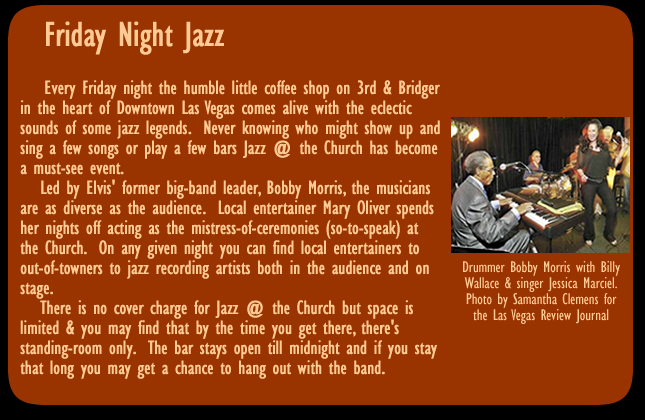 Friday Night Jazz
Every Friday night the humble little coffee shop on 3rd & Bridger
in the heart of Downtown Las Vegas comes alive with the eclectic
sounds of some jazz legends. Never knowing who might show up and
sing a few songs or play a few bars Jazz @ the Church has become
a must-see event.
Led by Elvis' former big-band leader, Bobby Morris, the musicians
are as diverse as the audience. Local entertainer Mary Oliver spends
her nights off acting as the mistress-of-ceremonies (so-to-speak) at
the Church. On any given night you can find local entertainers to
out-of-towners to jazz recording artists both in the audience and on
stage.
There is no cover charge for Jazz @ the Church but space is
limited & you may find that by the time you get there, there's
standing-room only. The bar stays open till midnight and if you stay
that long you may get a chance to hang out with the band.
Drummer Bobby Morris with Billy
Wallace & singer Jessica Marciel.
Photo by Samantha Clemens for
the Las Vegas Review Journal